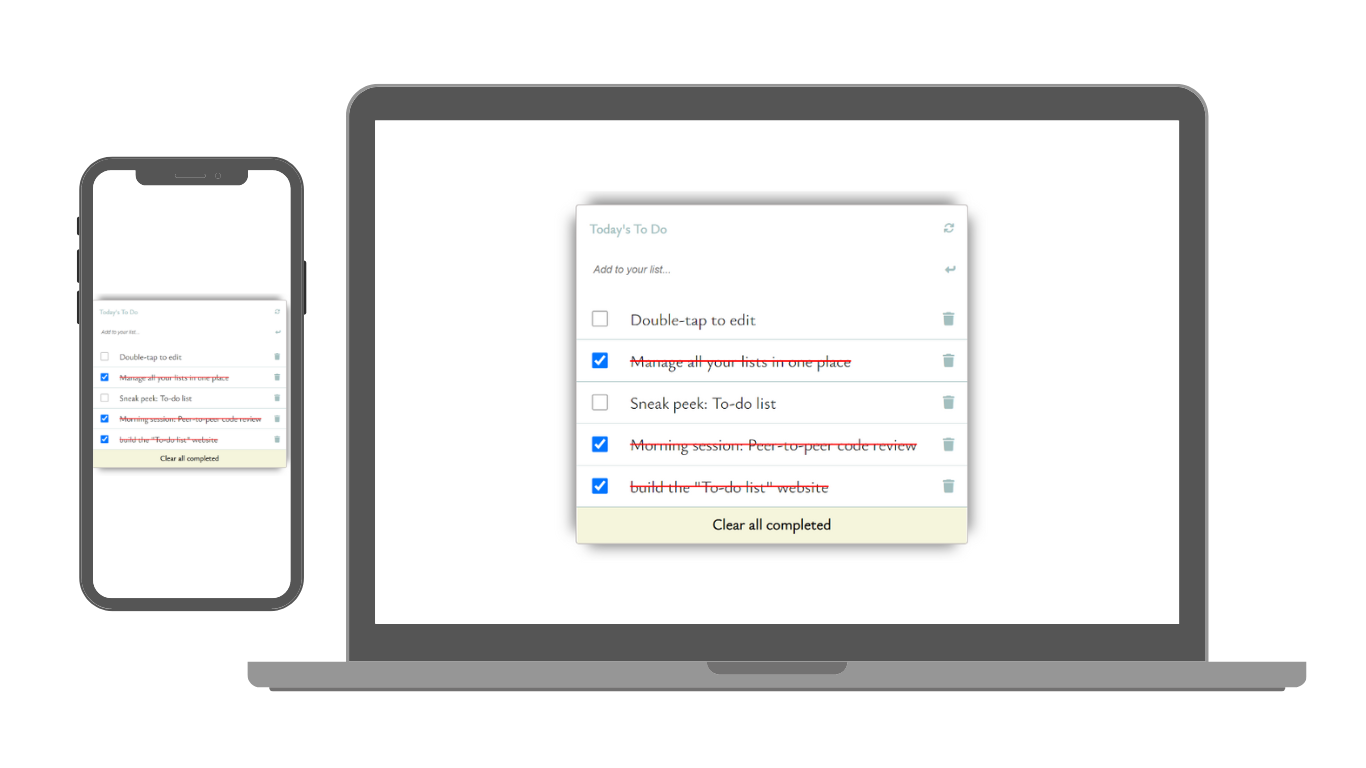 Today's To Do
Add to your list...
Double-tap to edit
Manage all your lists in one place
Sneak peek: To-do list
Morning session: Peer-to-peer code review
build the "To-do list" website
Clear all completed
Today's To Do
Add to your list...
Double-tap to edit
Manage all your lists in one place
Sneak peek: To-do list
Morning session: Peer-to-peer code review
build the "To-do list" website
Clear all completed